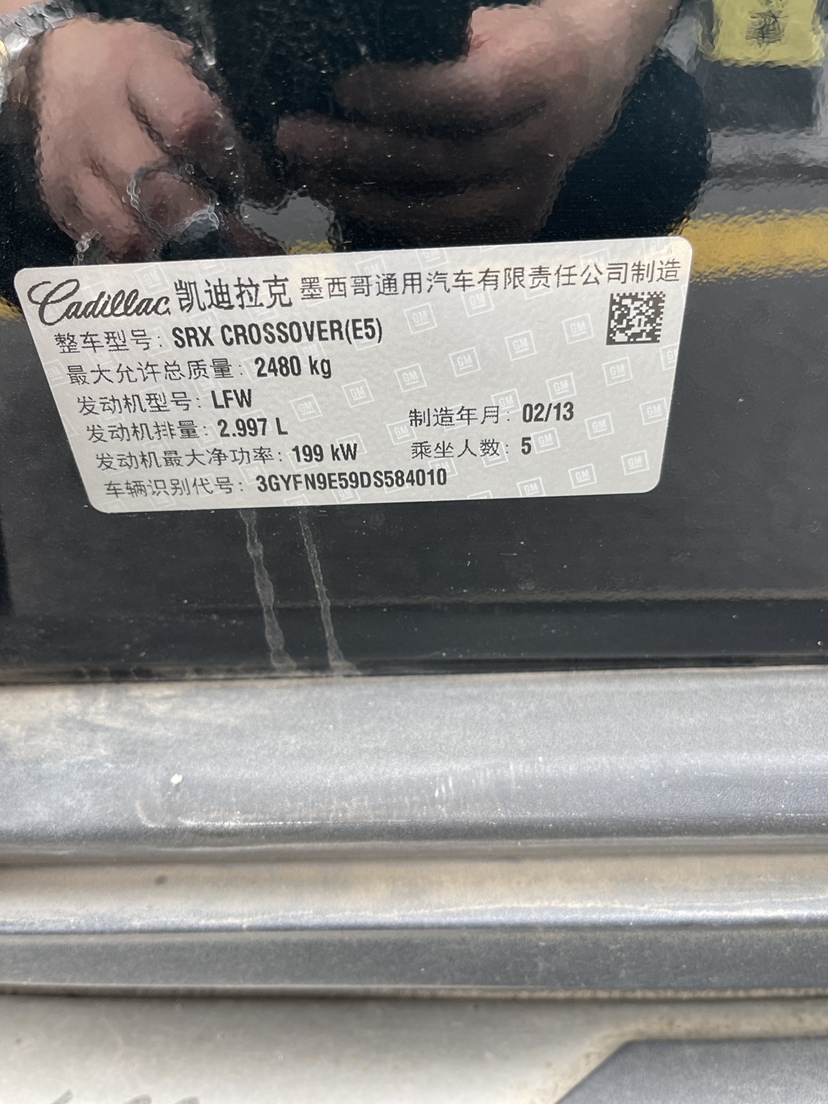 Cadillac 凯迪拉克 墨西哥通用汽车有限责任公司制造
整车型号: SRX CROSSOVER(E5)
最大允许总质量: 2480 kg
发动机型号: LFW
发动机排量: 2.997 L 制造年月: 02/13
发动机最大净功率: 199 kW 乘坐人数: 5
车辆识别代号: 3GYFN9E59DS584010